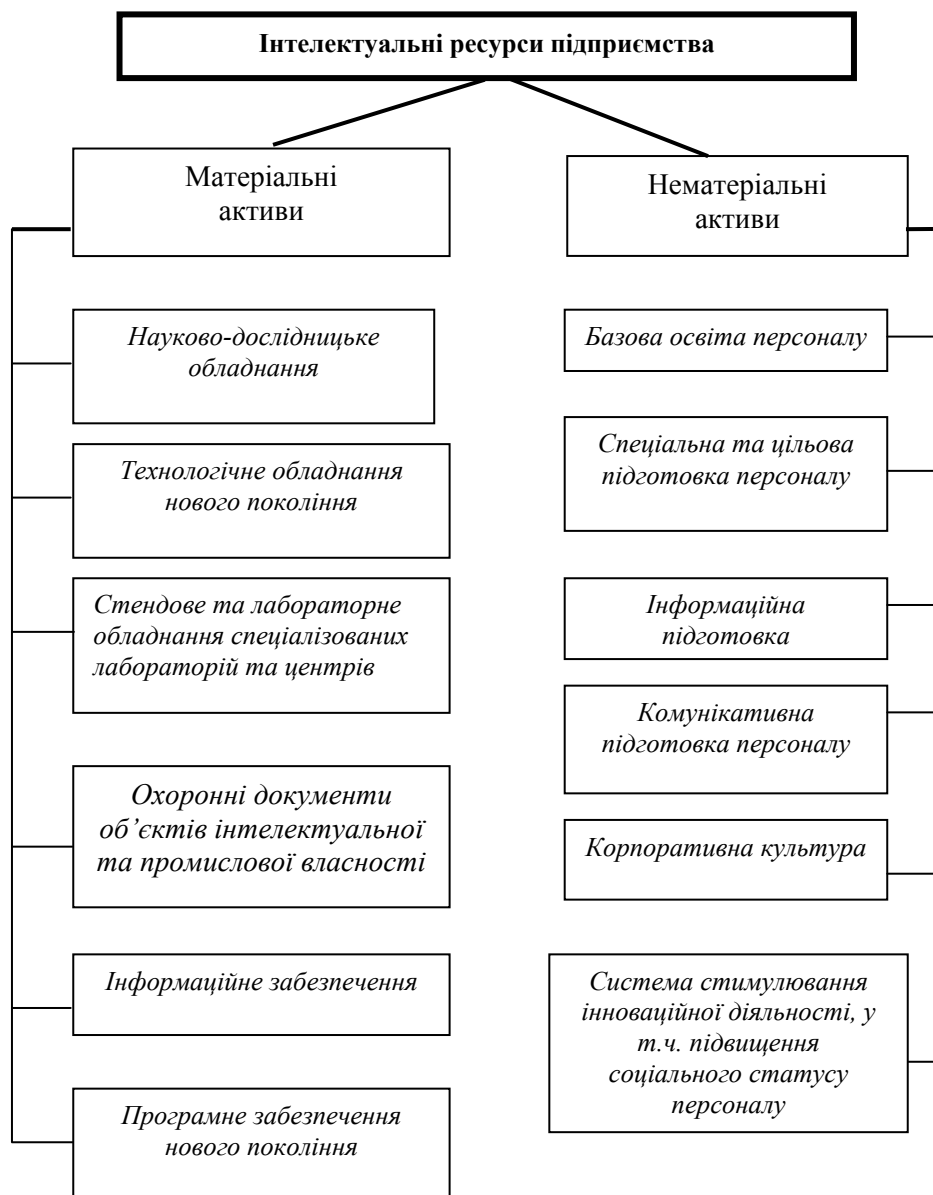 Інтелектуальні ресурси підприємства
Матеріальні
активи
Науково-дослідницьке
обладнання
Технологічне обладнання
нового покоління
Стендове та лабораторне
обладнання спеціалізованих
лабораторій та центрів
Охоронні документи
об’єктів інтелектуальної
та промислової власності
Інформаційне забезпечення
Програмне забезпечення
нового покоління
Нематеріальні
активи
Базова освіта персоналу
Спеціальна та цільова
підготовка персоналу
Інформаційна
підготовка
Комунікативна
підготовка персоналу
Корпоративна культура
Система стимулювання
інноваційної діяльності, у
т.ч. підвищення
соціального статусу
персоналу